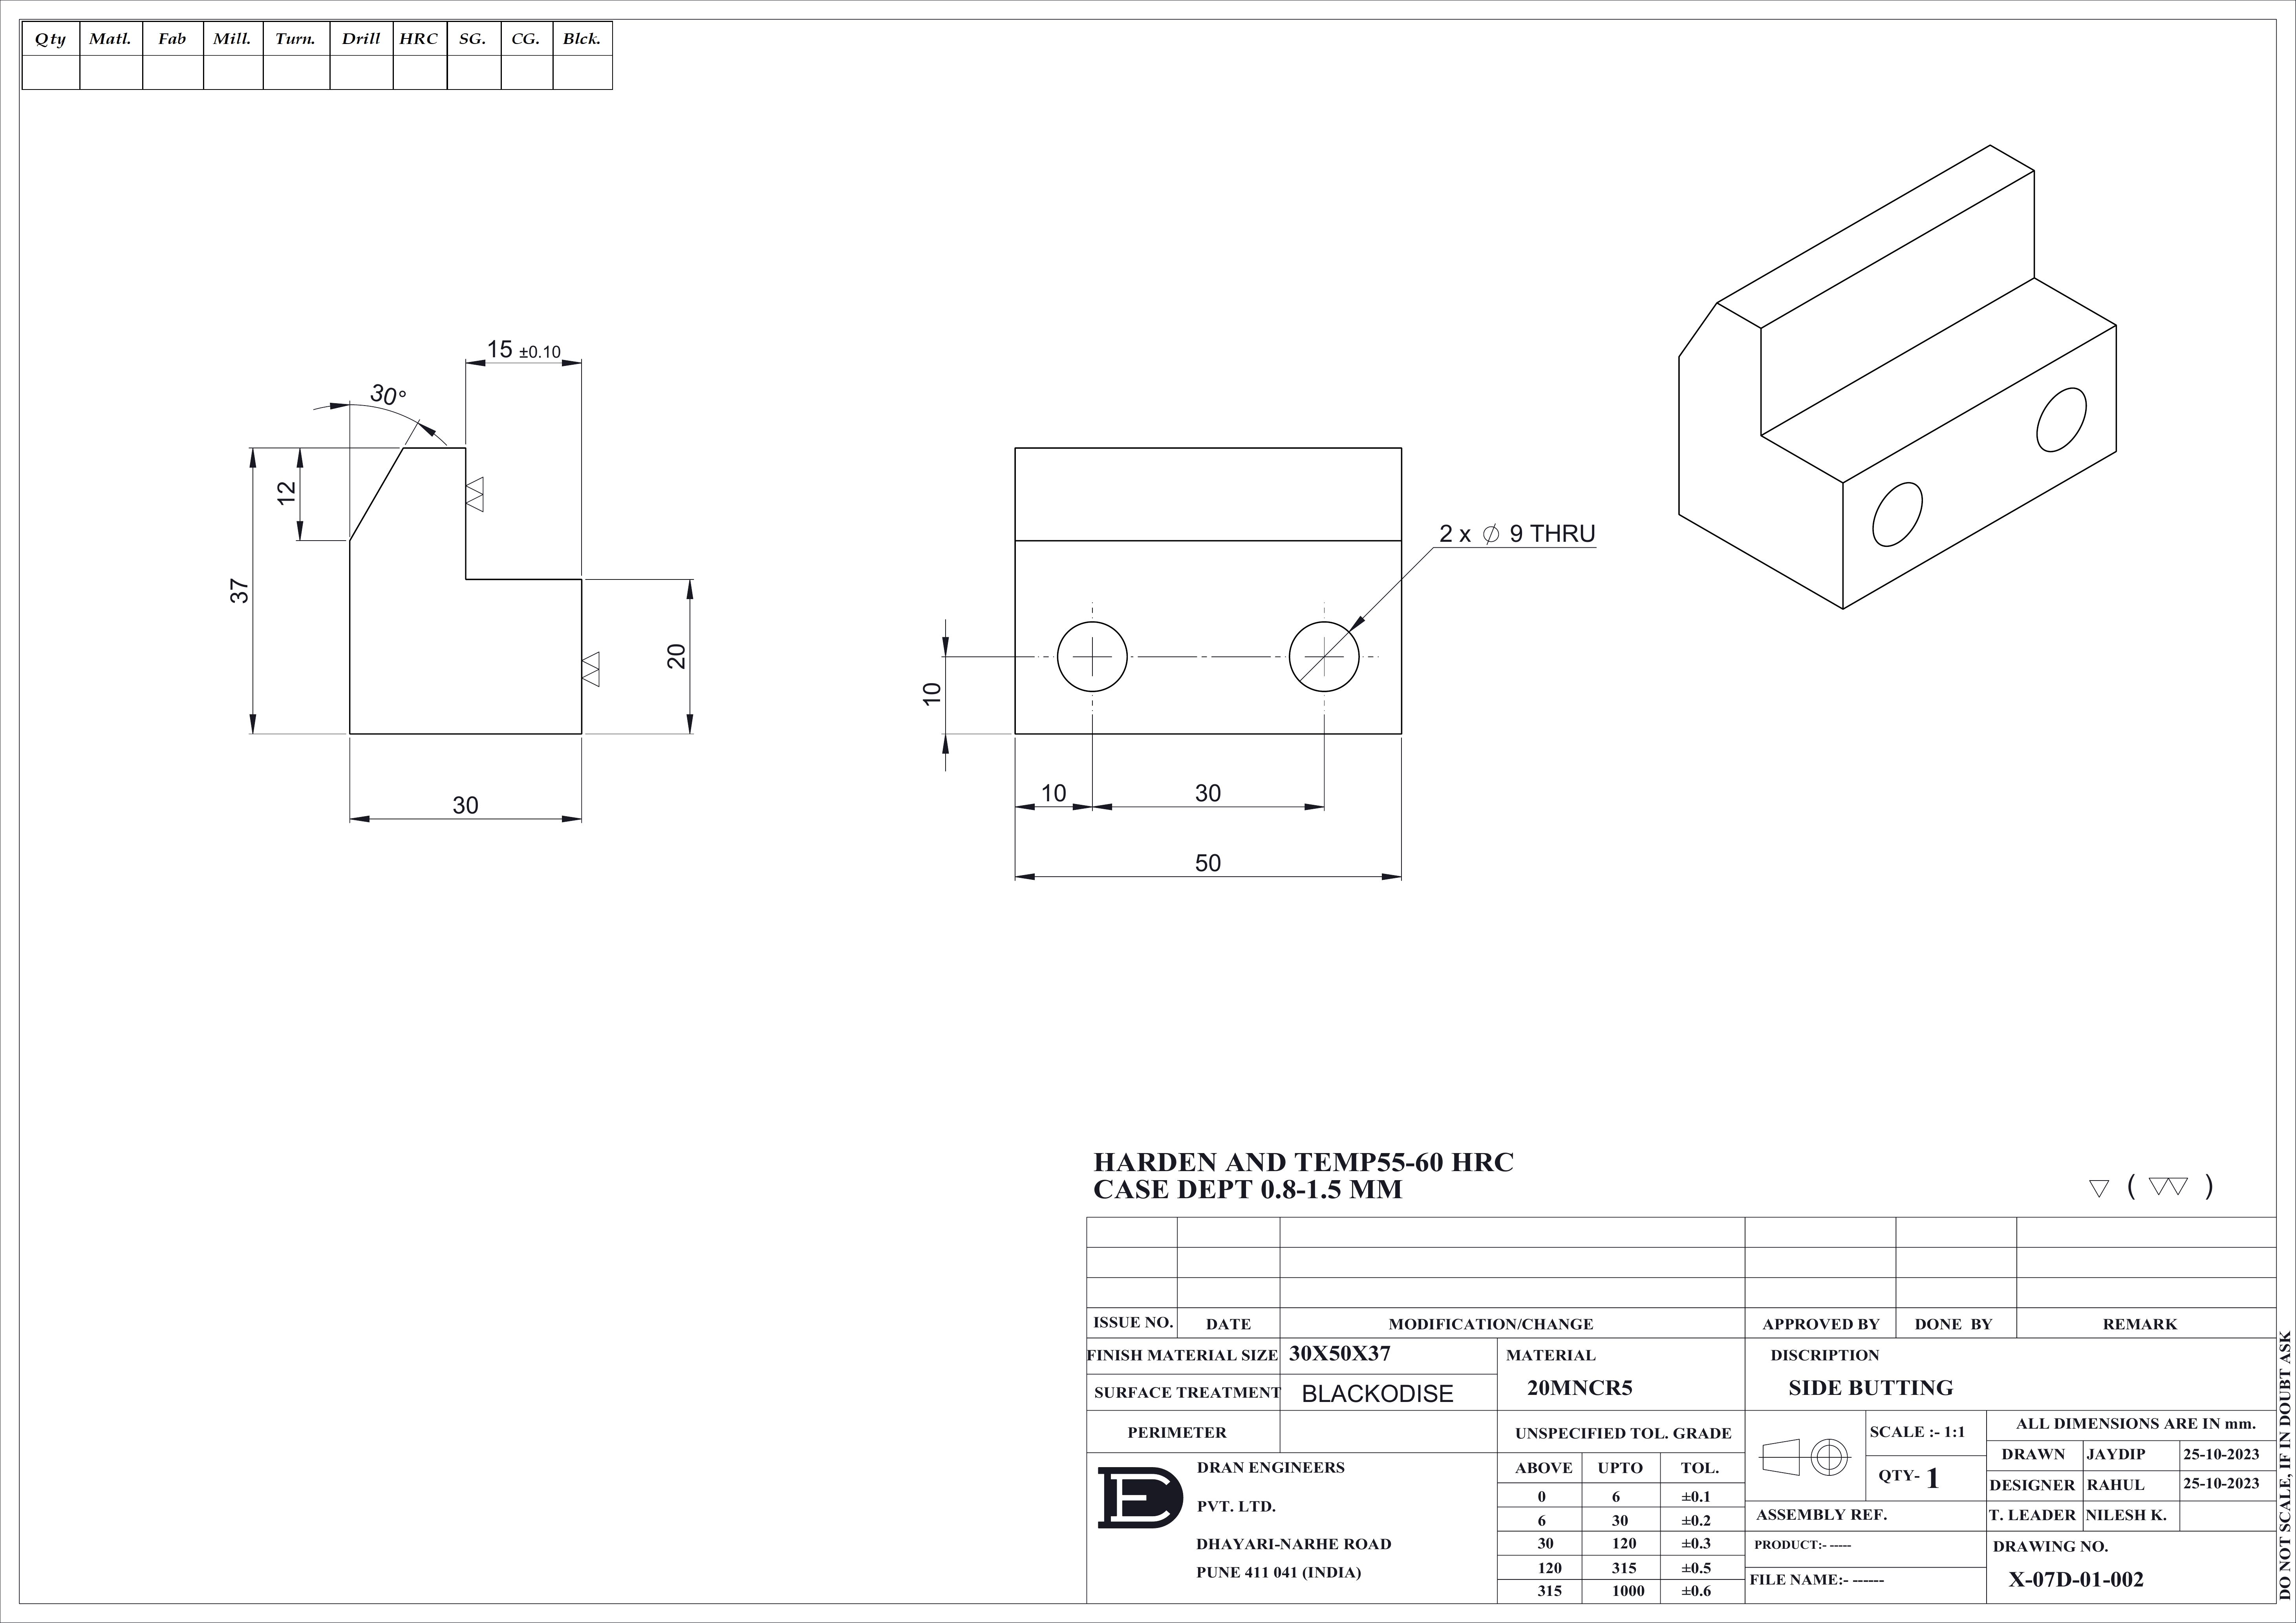 Qty Matl. Fab Mill. Turn. Drill HRC SG. CG. Blck.
15 ±0.10
30°
12
37
20
30
2 x ⌀ 9 THRU
10
10 30
50
HARDEN AND TEMP55-60 HRC
CASE DEPT 0.8-1.5 MM
( )
ISSUE NO. DATE MODIFICATION/CHANGE APPROVED BY DONE BY REMARK
FINISH MATERIAL SIZE 30X50X37
SURFACE TREATMENT BLACKODISE
PERIMETER
MATERIAL
20MNCR5
DISCRIPTION
SIDE BUTTING
UNSPECIFIED TOL. GRADE
ABOVE UPTO TOL.
0 6 ±0.1
6 30 ±0.2
30 120 ±0.3
120 315 ±0.5
315 1000 ±0.6
DE
DRAN ENGINEERS
PVT. LTD.
DHAYARI-NARHE ROAD
PUNE 411 041 (INDIA)
SCALE :- 1:1
QTY- 1
ALL DIMENSIONS ARE IN mm.
DRAWN JAYDIP 25-10-2023
DESIGNER RAHUL 25-10-2023
T. LEADER NILESH K.
ASSEMBLY REF.
PRODUCT:- -----
FILE NAME:- ------
DRAWING NO.
X-07D-01-002
DO NOT SCALE, IF IN DOUBT ASK